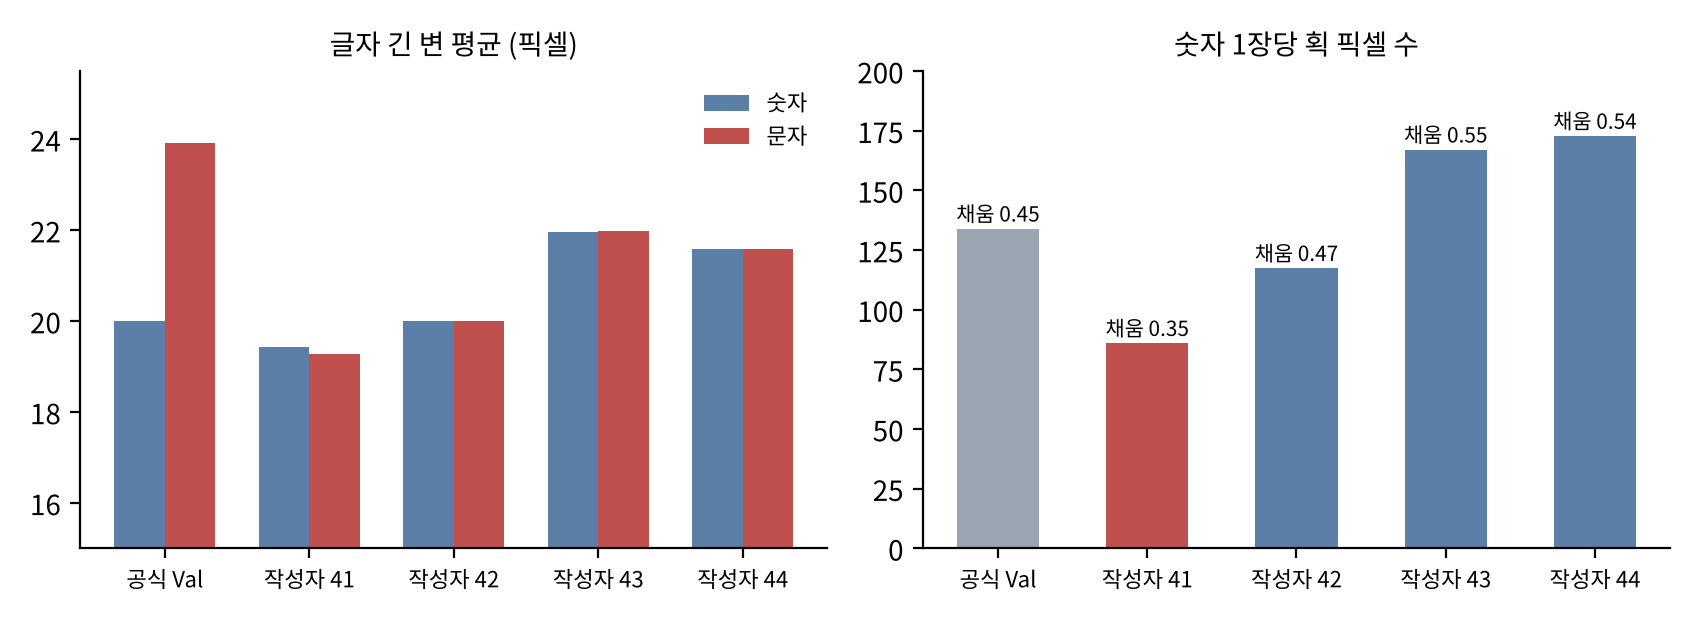 글자 긴 변 평균 (픽셀)
숫자
문자
24
22
20
18
16
공식 Val
작성자 41
작성자 42
작성자 43
작성자 44
숫자 1장당 획 픽셀 수
200
175
150
125
100
75
50
25
0
채움 0.45
채움 0.35
채움 0.47
채움 0.55
채움 0.54
공식 Val
작성자 41
작성자 42
작성자 43
작성자 44